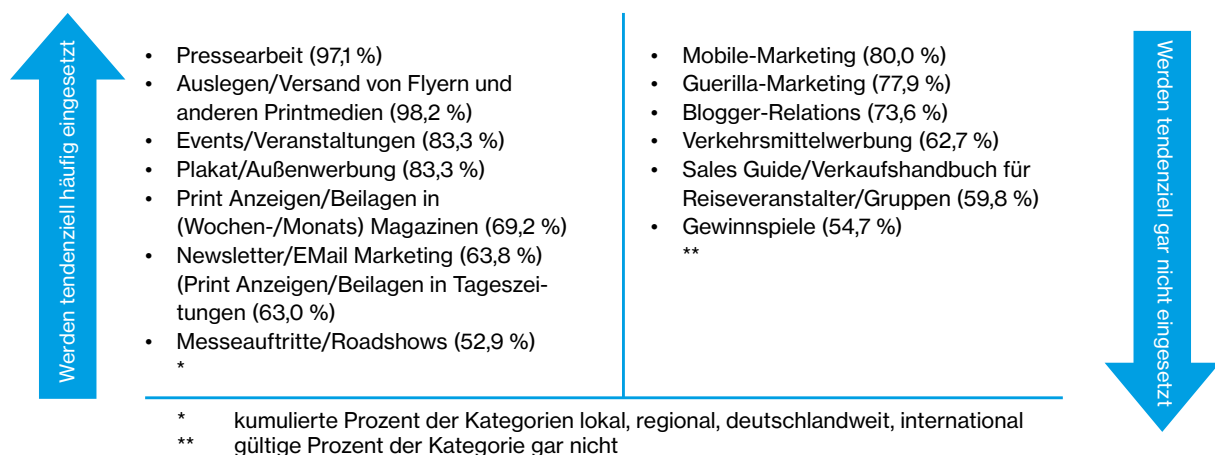 Werden tendenziell häufig eingesetzt
• Pressearbeit (97,1 %)
• Auslegen/Versand von Flyern und
anderen Printmedien (98,2 %)
• Events/Veranstaltungen (83,3 %)
• Plakat/Außenwerbung (83,3 %)
• Print Anzeigen/Beilagen in
(Wochen-/Monats) Magazinen (69,2 %)
• Newsletter/EMail Marketing (63,8 %)
(Print Anzeigen/Beilagen in Tageszei-
tungen (63,0 %)
• Messeauftritte/Roadshows (52,9 %)
*
• Mobile-Marketing (80,0 %)
• Guerilla-Marketing (77,9 %)
• Blogger-Relations (73,6 %)
• Verkehrsmittelwerbung (62,7 %)
• Sales Guide/Verkaufshandbuch für
Reiseveranstalter/Gruppen (59,8 %)
• Gewinnspiele (54,7 %)
**
Werden tendenziell gar nicht eingesetzt
* kumulierte Prozent der Kategorien lokal, regional, deutschlandweit, international
** gültige Prozent der Kategorie gar nicht